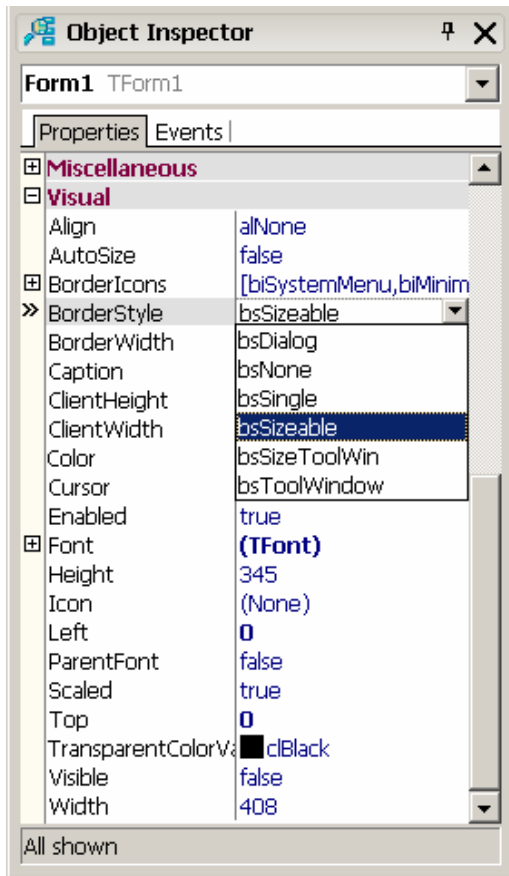 Object Inspector
Form1 TForm1
Properties Events
Miscellaneous
Visual
Align alNone
AutoSize false
BorderIcons [biSystemMenu,biMinim
BorderStyle bsSizeable
BorderWidth bsDialog
Caption bsNone
ClientHeight bsSingle
ClientWidth bsSizeable
Color bsSizeToolWin
Cursor bsToolWindow
Enabled true
Font (TFont)
Height 345
Icon (None)
Left 0
ParentFont false
Scaled true
Top 0
TransparentColorVa clBlack
Visible false
Width 408
All shown